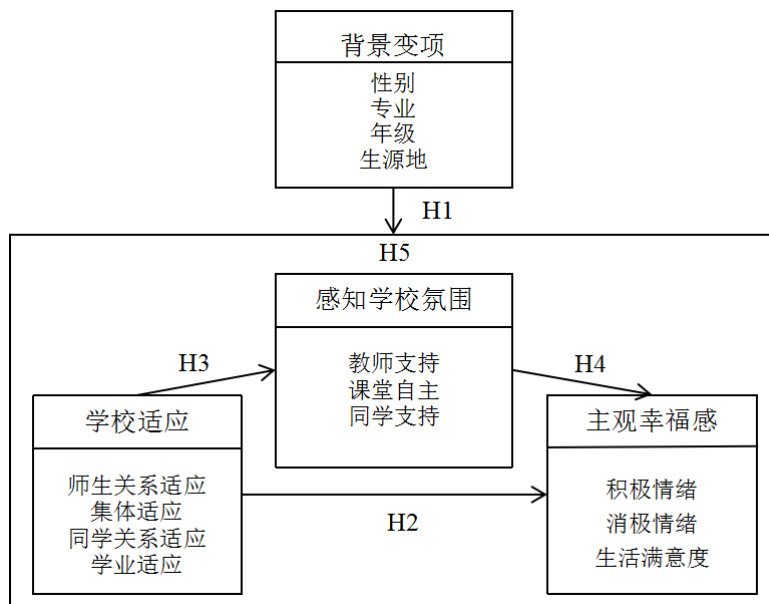 背景变项
性别
专业
年级
生源地
H1
H5
感知学校氛围
教师支持
课堂自主
同学支持
H3
H4
学校适应
师生关系适应
集体适应
同学关系适应
学业适应
H2
主观幸福感
积极情绪
消极情绪
生活满意度